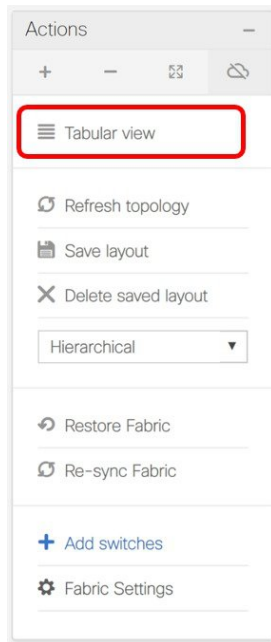 Actions
Tabular view
Refresh topology
Save layout
Delete saved layout
Hierarchical
Restore Fabric
Re-sync Fabric
Add switches
Fabric Settings